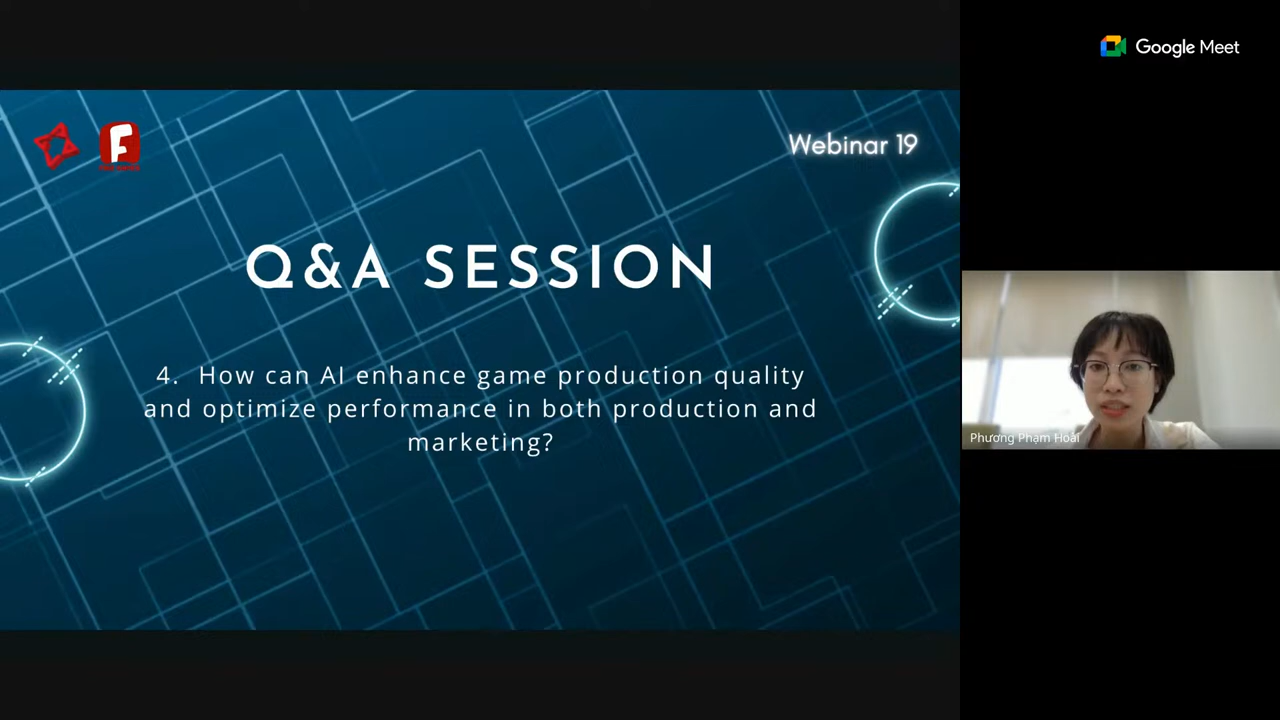 Google Meet
F
Webinar 19
Q&A SESSION
4. How can AI enhance game production quality
and optimize performance in both production and
marketing?
Phương Phạm Hoài